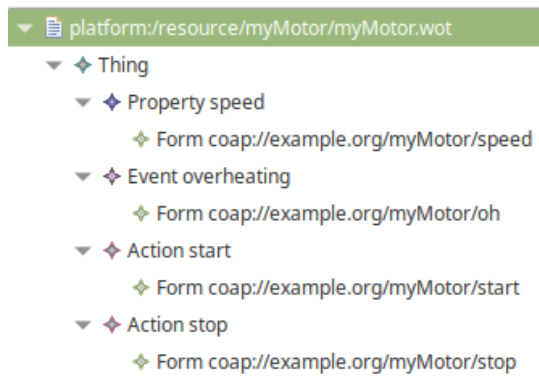 platform:/resource/myMotor/myMotor.wot
Thing
Property speed
Form coap://example.org/myMotor/speed
Event overheating
Form coap://example.org/myMotor/oh
Action start
Form coap://example.org/myMotor/start
Action stop
Form coap://example.org/myMotor/stop